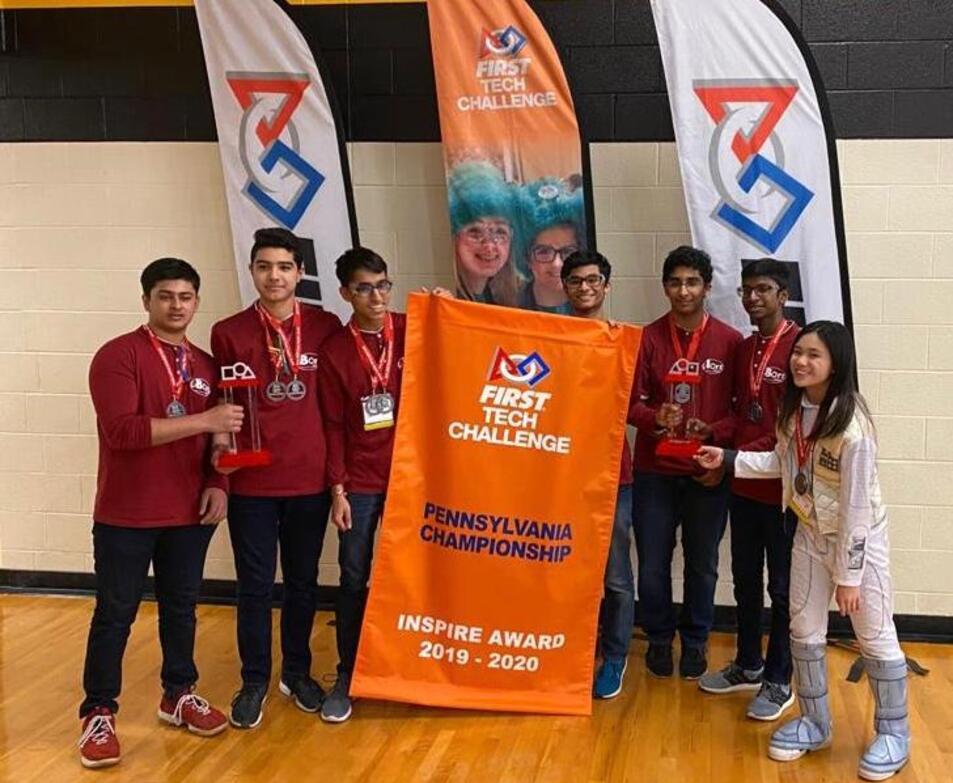 FIRST
TECH
CHALLENGE
FIRST
TECH
CHALLENGE
PENNSYLVANIA
CHAMPIONSHIP
INSPIRE AWARD
2019 - 2020